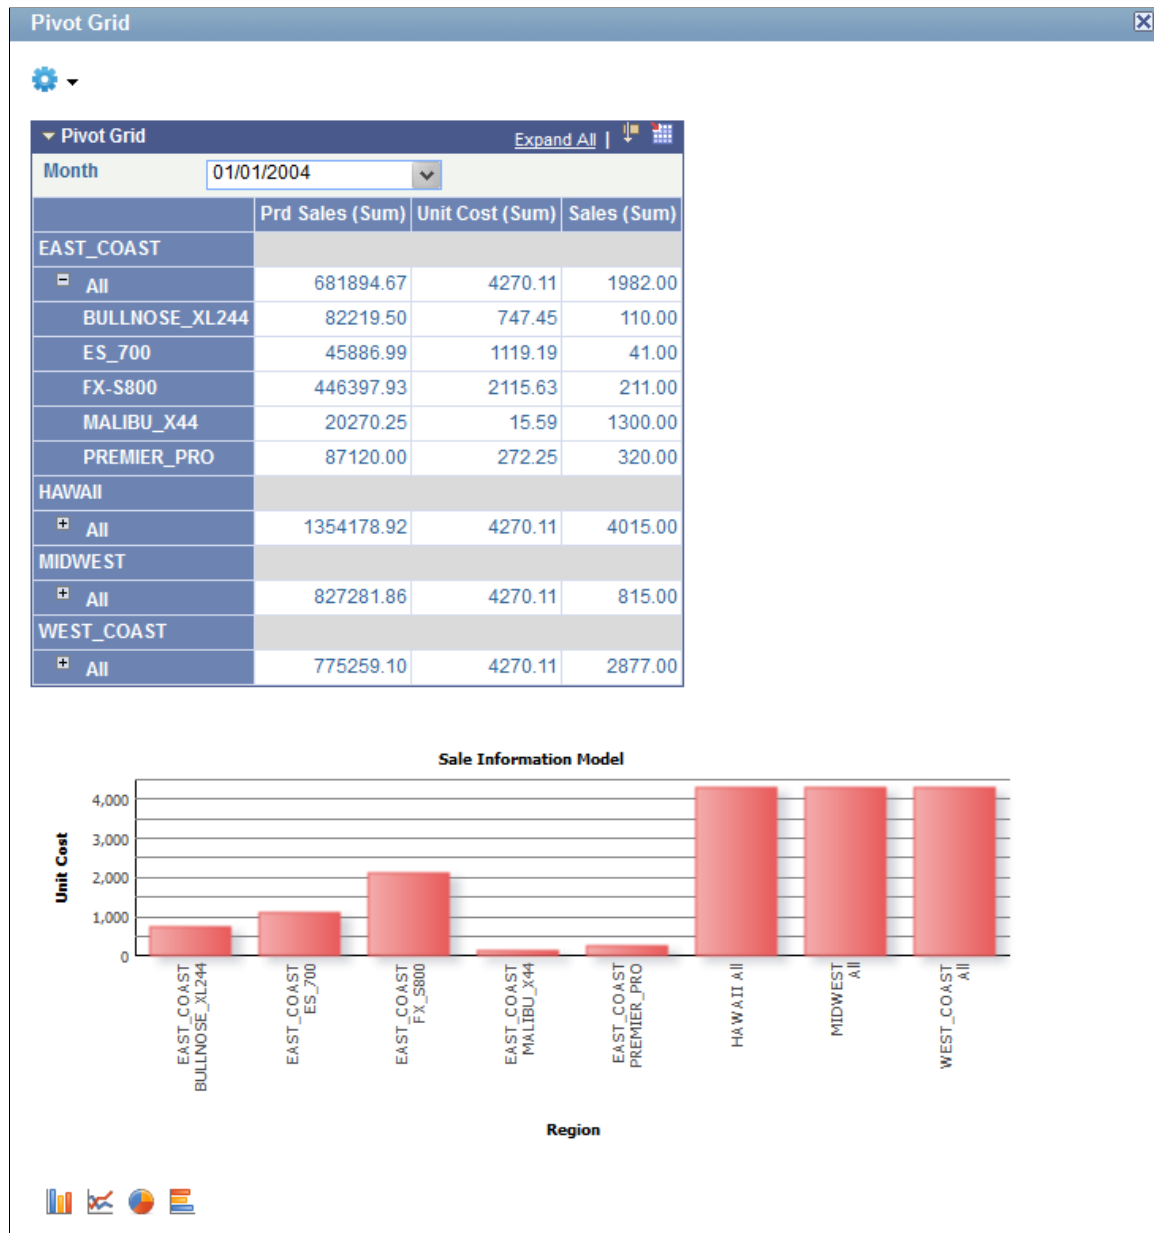 Pivot Grid
Pivot Grid Expand All |
Month 01/01/2004
Prd Sales (Sum) Unit Cost (Sum) Sales (Sum)
EAST_COAST
All 681894.67 4270.11 1982.00
BULLNOSE_XL244 82219.50 747.45 110.00
ES_700 45886.99 1119.19 41.00
FX-S800 446397.93 2115.63 211.00
MALIBU_X44 20270.25 15.59 1300.00
PREMIER_PRO 87120.00 272.25 320.00
HAWAII
All 1354178.92 4270.11 4015.00
MIDWEST
All 827281.86 4270.11 815.00
WEST_COAST
All 775259.10 4270.11 2877.00
Sale Information Model
Unit Cost
4,000
3,000
2,000
1,000
0
EAST_COAST
BULLNOSE_XL244
EAST_COAST
ES_700
EAST_COAST
FX_S800
EAST_COAST
MALIBU_X44
EAST_COAST
PREMIER_PRO
HAWAII All
MIDWEST
All
WEST_COAST
All
Region